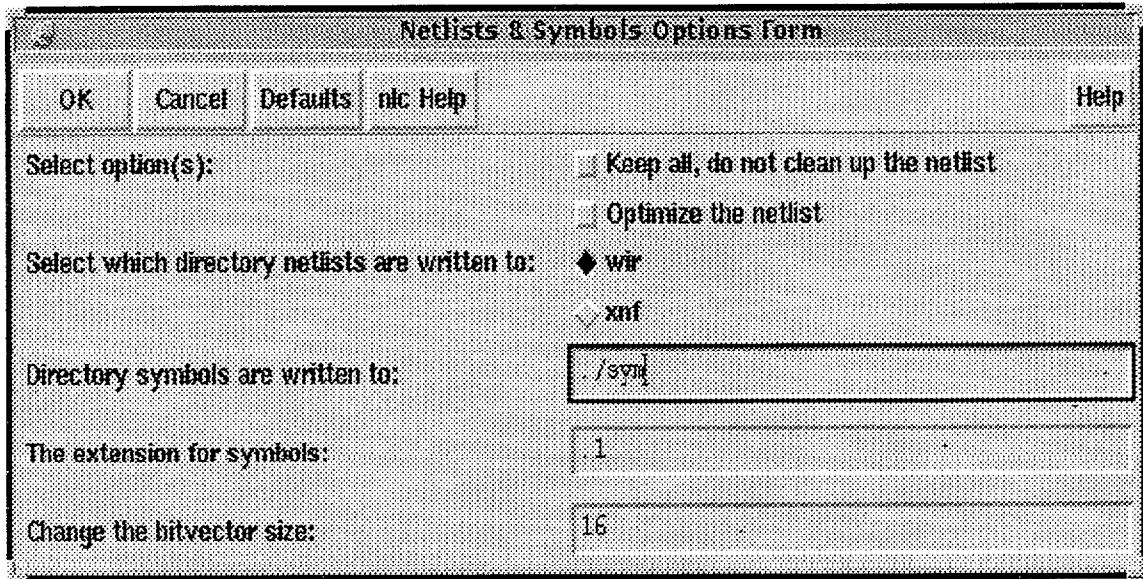 Netlists & Symbols Options Form
OK Cancel Defaults nlc Help Help
Select option(s): Keep all, do not clean up the netlist
Optimize the netlist
Select which directory netlists are written to: wir
xnf
Directory symbols are written to: ./sym
The extension for symbols: .1
Change the bitvector size: 16